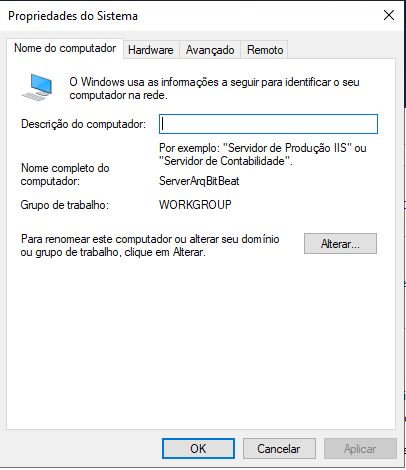 Propriedades do Sistema
Nome do computador
Hardware
Avançado
Remoto
O Windows usa as informações a seguir para identificar o seu
computador na rede.
Descrição do computador:
Por exemplo: "Servidor de Produção IIS" ou
"Servidor de Contabilidade".
Nome completo do
computador:
ServerArqBitBeat
Grupo de trabalho:
WORKGROUP
Para renomear este computador ou alterar seu domínio
ou grupo de trabalho, clique em Alterar.
Alterar...
OK
Cancelar
Aplicar